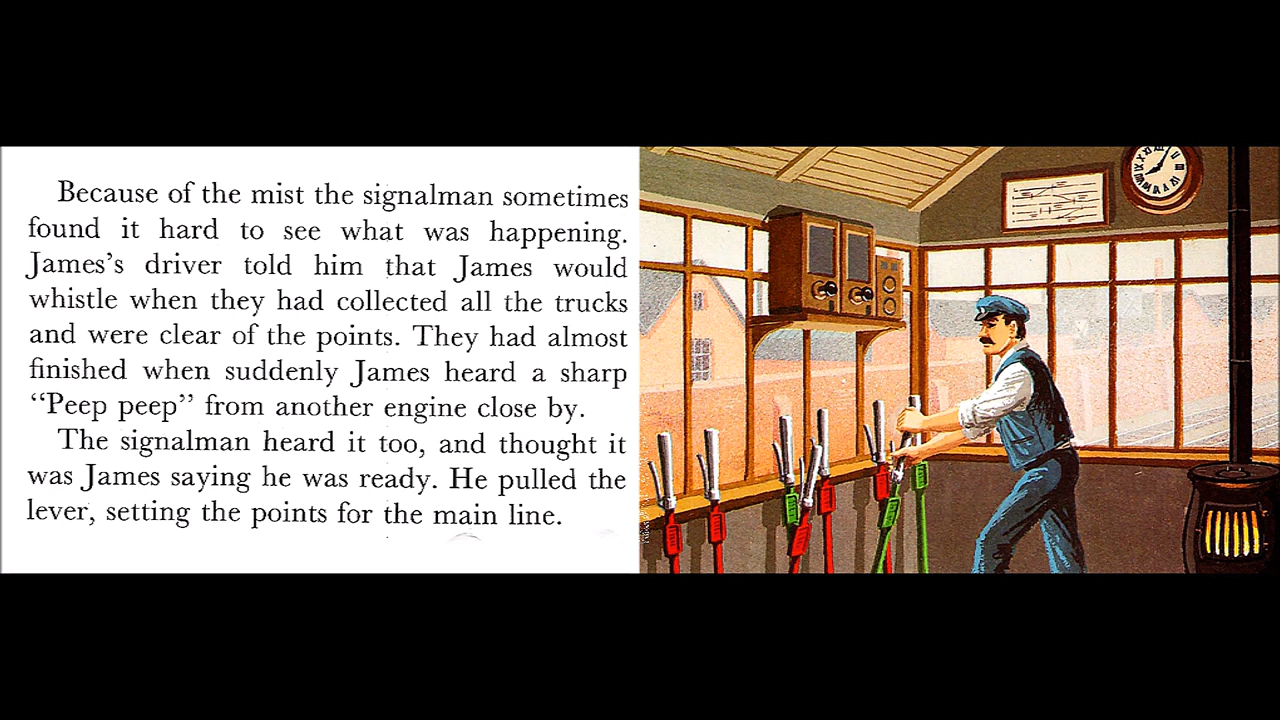 Because of the mist the signalman sometimes
found it hard to see what was happening.
James's driver told him that James would
whistle when they had collected all the trucks
and were clear of the points. They had almost
finished when suddenly James heard a sharp
“Peep peep” from another engine close by.
The signalman heard it too, and thought it
was James saying he was ready. He pulled the
lever, setting the points for the main line.